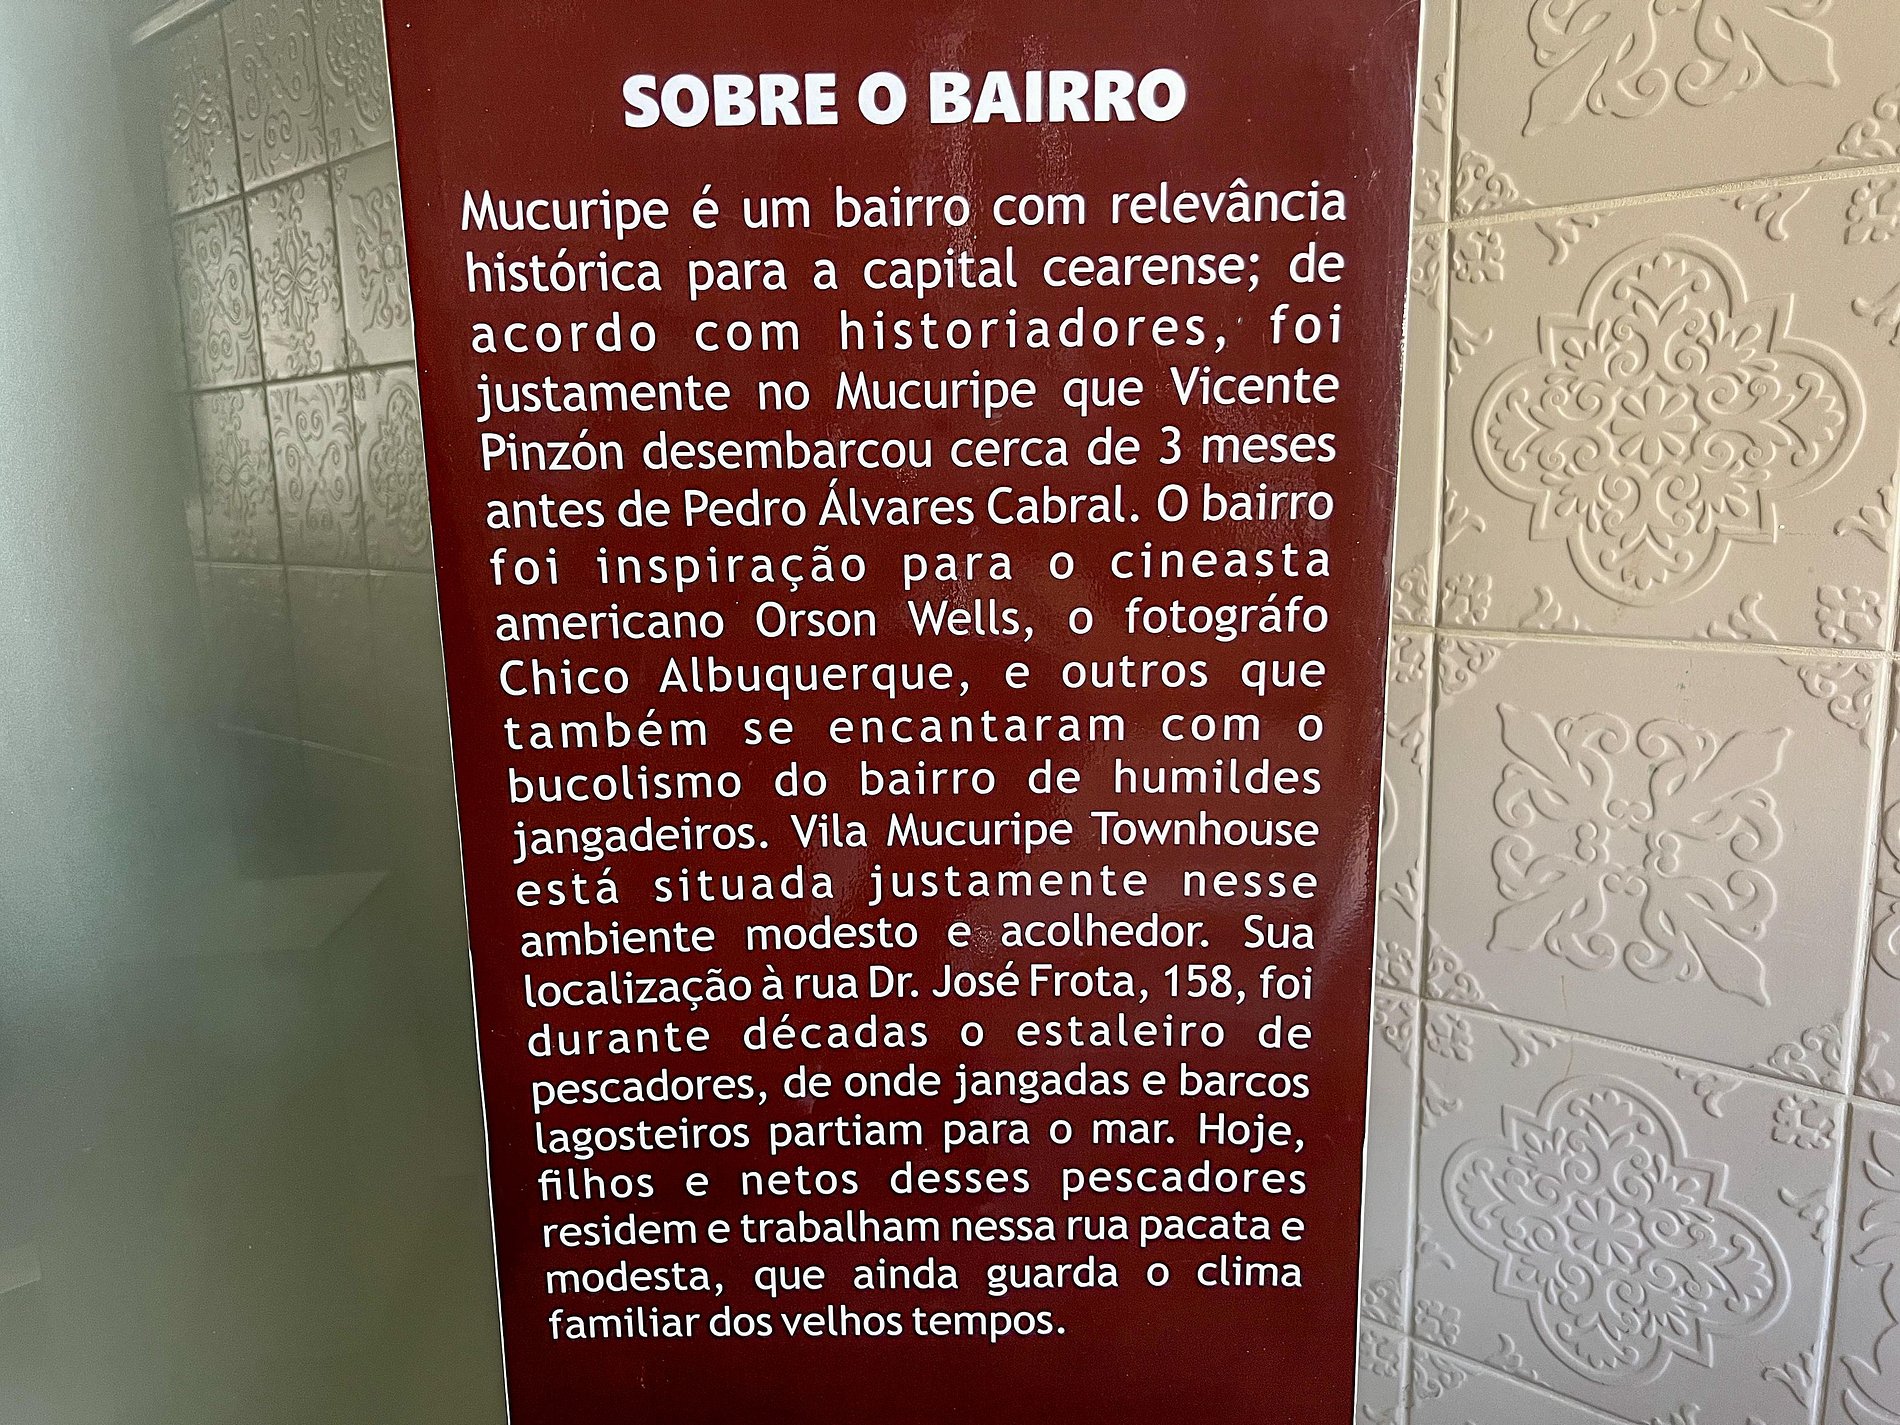 SOBRE O BAIRRO
Mucuripe é um bairro com relevância
histórica para a capital cearense; de
acordo com historiadores, foi
justamente no Mucuripe que Vicente
Pinzón desembarcou cerca de 3 meses
antes de Pedro Álvares Cabral. O bairro
foi inspiração para o cineasta
americano Orson Wells, o fotográfo
Chico Albuquerque, e outros que
também se encantaram com o
bucolismo do bairro de humildes
jangadeiros. Vila Mucuripe Townhouse
está situada justamente nesse
ambiente modesto e acolhedor. Sua
localização à rua Dr. José Frota, 158, foi
durante décadas o estaleiro de
pescadores, de onde jangadas e barcos
lagosteiros partiam para o mar. Hoje,
filhos e netos desses pescadores
residem e trabalham nessa rua pacata e
modesta, que ainda guarda o clima
familiar dos velhos tempos.